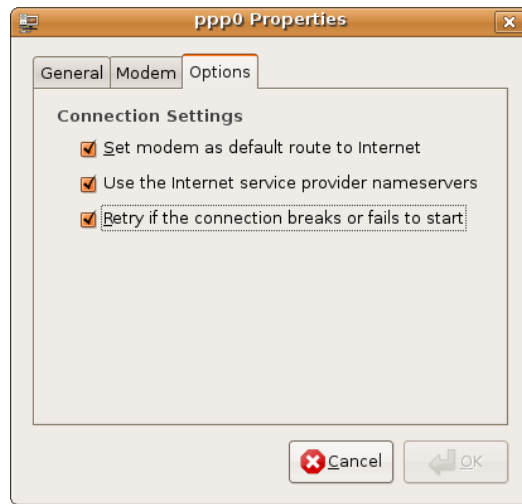 ppp0 Properties
General Modem Options
Connection Settings
Set modem as default route to Internet
Use the Internet service provider nameservers
Retry if the connection breaks or fails to start
Cancel OK